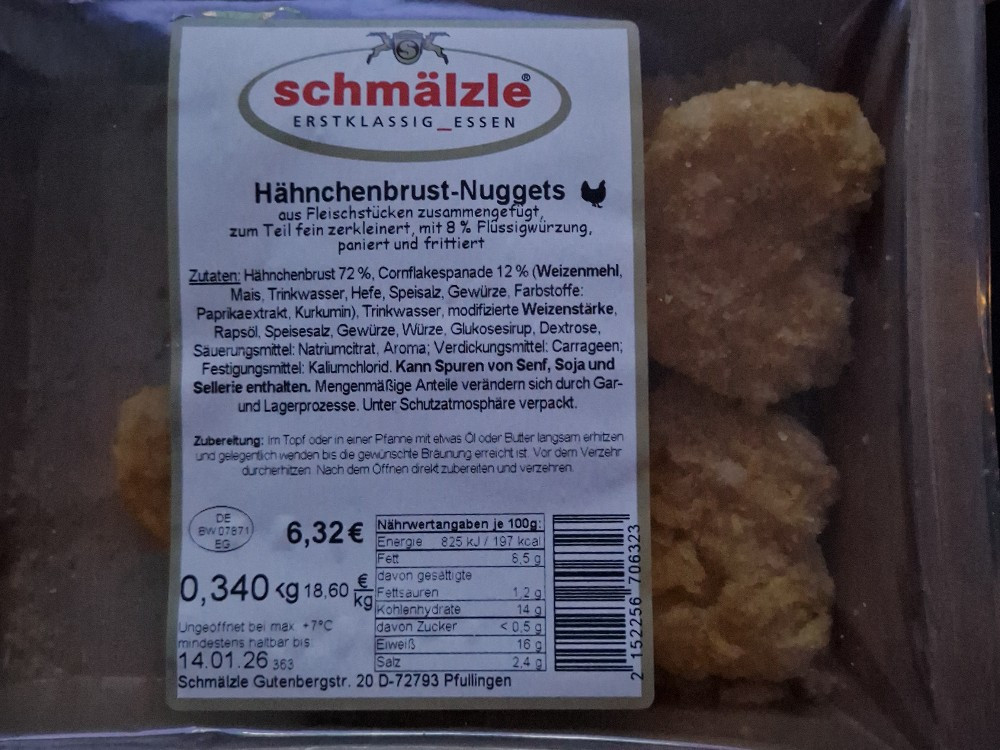 S
schmälzle®
ERSTKLASSIG_ESSEN
Hähnchenbrust-Nuggets
aus Fleischstücken zusammengefügt,
zum Teil fein zerkleinert, mit 8 % Flüssigwürzung,
paniert und frittiert
Zutaten: Hähnchenbrust 72 %, Cornflakespanade 12 % (Weizenmehl,
Mais, Trinkwasser, Hefe, Speisalz, Gewürze, Farbstoffe:
Paprikaextrakt, Kurkumin), Trinkwasser, modifizierte Weizenstärke,
Rapsöl, Speisesalz, Gewürze, Würze, Glukosesirup, Dextrose,
Säuerungsmittel: Natriumcitrat, Aroma; Verdickungsmittel: Carrageen;
Festigungsmittel: Kaliumchlorid. Kann Spuren von Senf, Soja und
Sellerie enthalten. Mengenmäßige Anteile verändern sich durch Gar-
und Lagerprozesse. Unter Schutzatmosphäre verpackt.
Zubereitung: Im Topf oder in einer Pfanne mit etwas Öl oder Butter langsam erhitzen
und gelegentlich wenden bis die gewünschte Bräunung erreicht ist. Vor dem Verzehr
durcherhitzen. Nach dem Öffnen direkt zubereiten und verzehren.
DE
BW 07871
EG
6,32 €
0,340 kg 18,60 €/kg
Ungeöffnet bei max. +7°C
mindestens haltbar bis
14.01.26 363
Nährwertangaben je 100g:
Energie 825 kJ / 197 kcal
Fett 8,5 g
davon gesättigte
Fettsäuren 1,2 g
Kohlenhydrate 14 g
davon Zucker < 0,5 g
Eiweiß 16 g
Salz 2,4 g
2 152256 706323
Schmälzle Gutenbergstr. 20 D-72793 Pfullingen